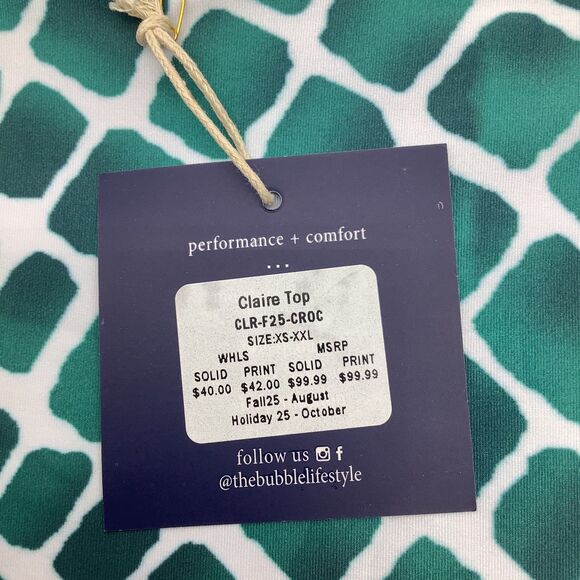 performance + comfort
...
Claire Top
CLR-F25-CROC
SIZE:XS-XXL
WHLS MSRP
SOLID PRINT SOLID PRINT
$40.00 $42.00 $99.99 $99.99
Fall25 - August
Holiday 25 - October
follow us
@thebubblelifestyle